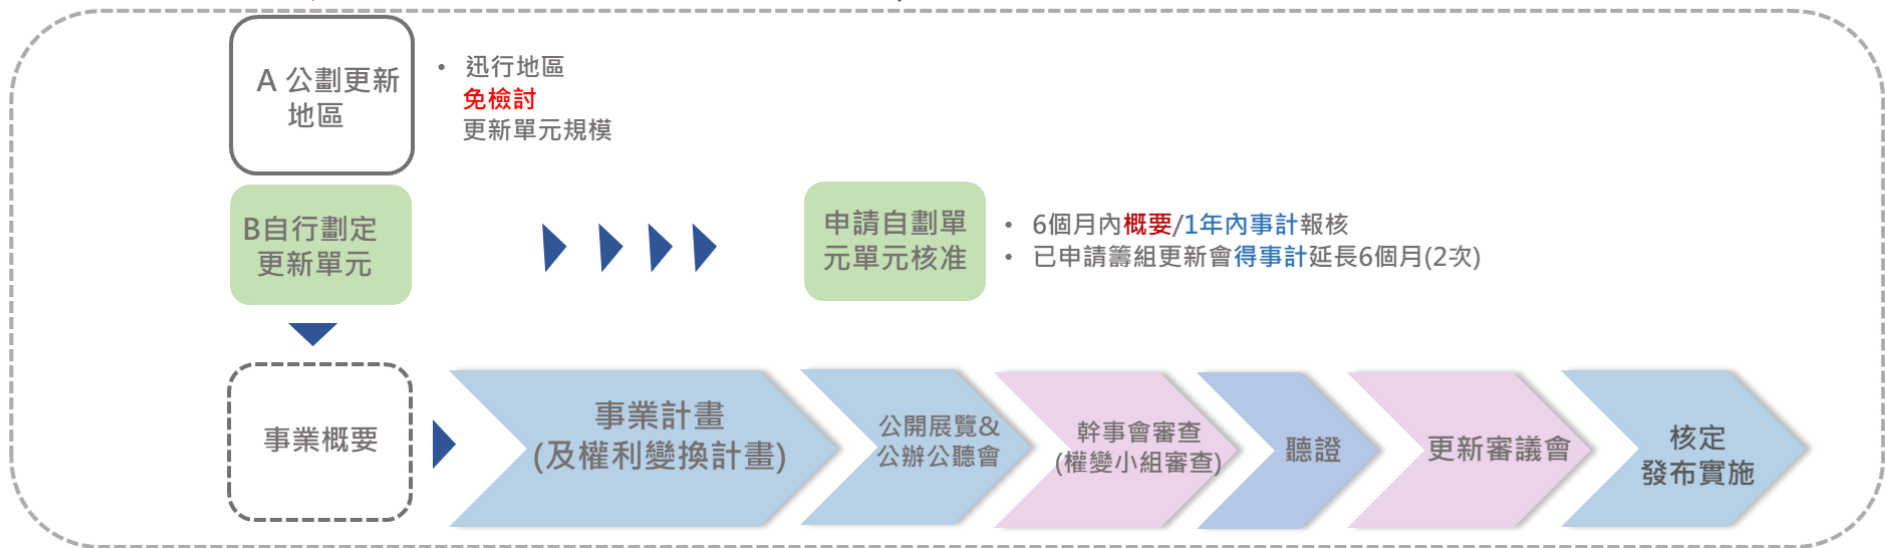 A 公劃更新
地區
• 迅行地區
免檢討
更新單元規模
B自行劃定
更新單元
申請自劃單
元單元核准
• 6個月內概要/1年內事計報核
• 已申請籌組更新會得事計延長6個月(2次)
事業概要
事業計畫
(及權利變換計畫)
公開展覽&
公辦公聽會
幹事會審查
(權變小組審查)
聽證
更新審議會
核定
發布實施